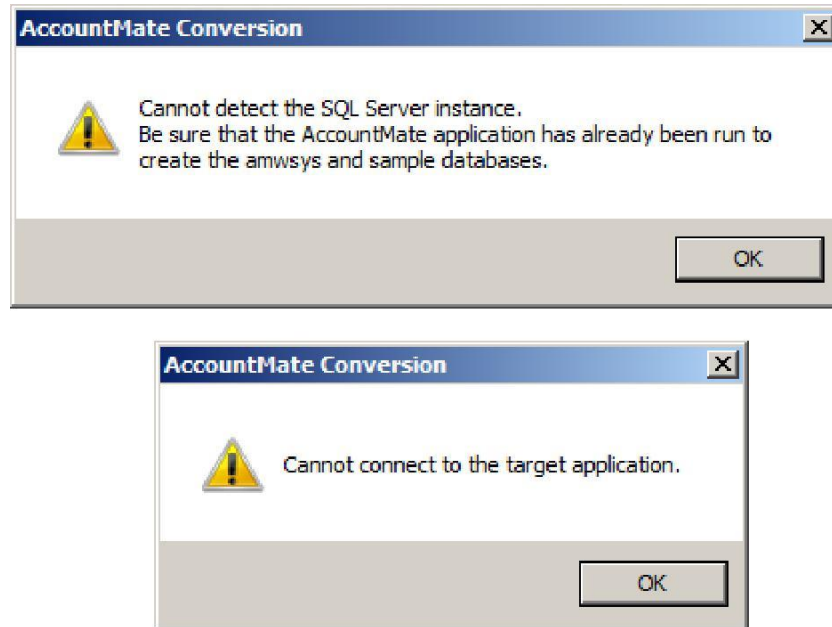 AccountMate Conversion
Cannot detect the SQL Server instance.
Be sure that the AccountMate application has already been run to
create the amwsys and sample databases.
OK
AccountMate Conversion
Cannot connect to the target application.
OK